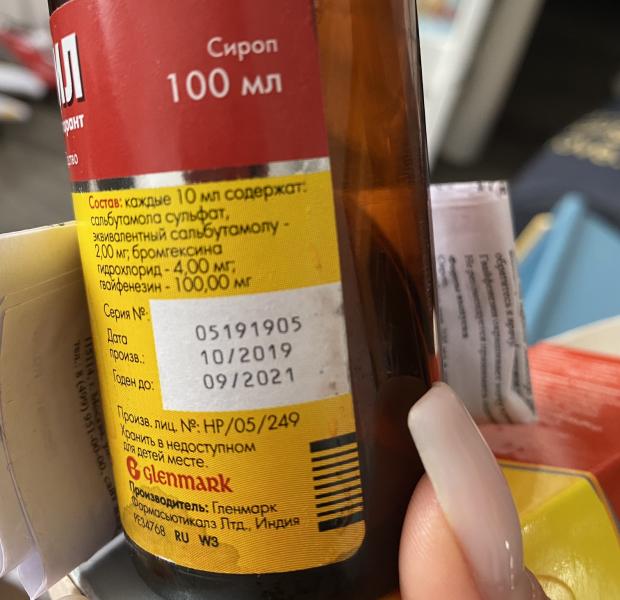 Сироп
100 мл
Состав: каждые 10 мл содержат:
сальбутамола сульфат,
эквивалентный сальбутамолу -
2,00 мг; бромгексина
гидрохлорид - 4,00 мг;
гвайфенезин - 100,00 мг
Серия №: 05191905
Дата произв.: 10/2019
Годен до: 09/2021
Произв. лиц. №: HP/05/249
Хранить в недоступном
для детей месте.
glenmark
Производитель: Гленмарк
Фармасьютикалз Лтд., Индия
PE34768 RU W3